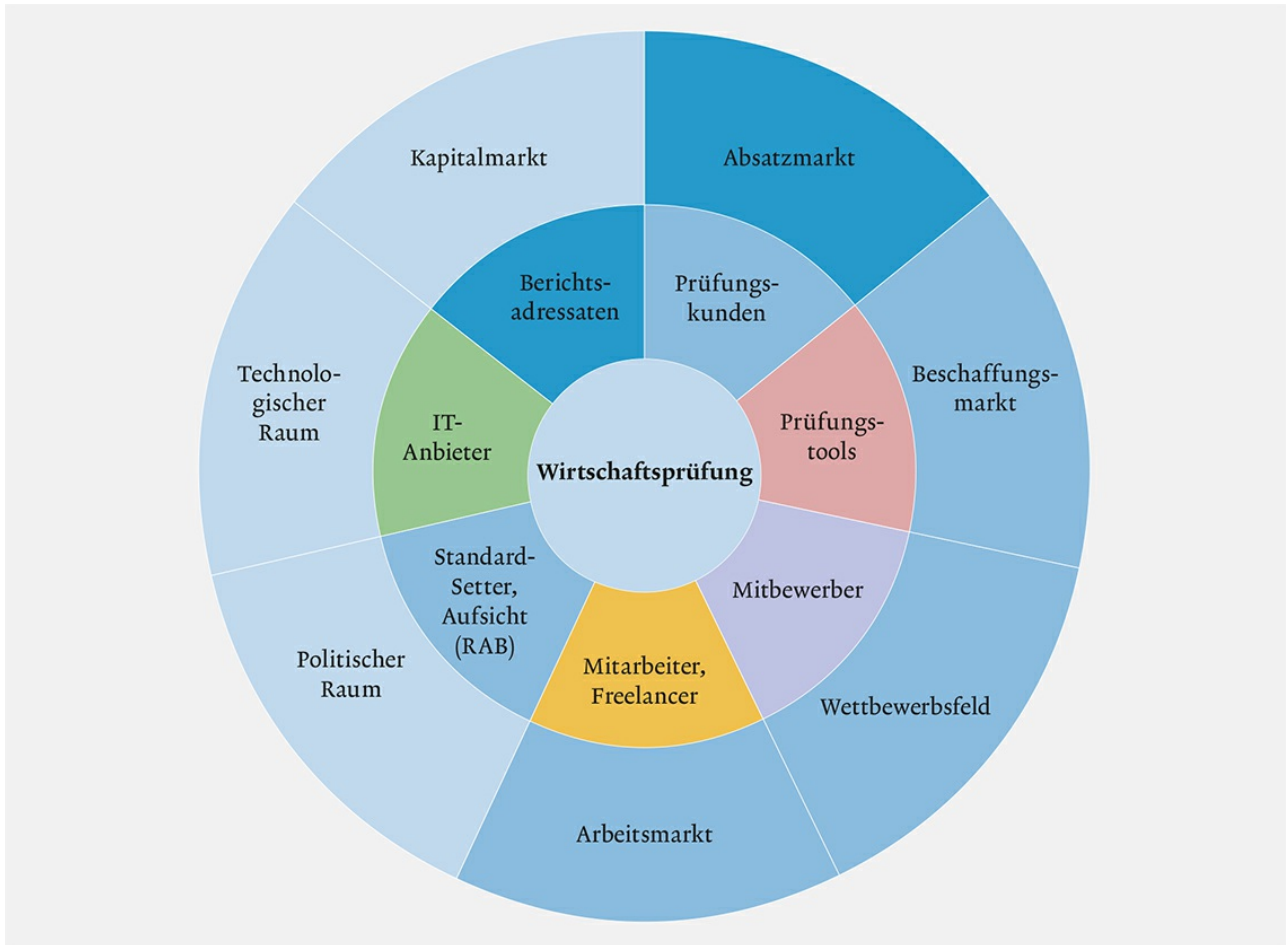 Kapitalmarkt
Absatzmarkt
Berichts-
adressaten
Prüfungs-
kunden
Technolo-
gischer
Raum
IT-
Anbieter
Wirtschaftsprüfung
Prüfungs-
tools
Beschaffungs-
markt
Standard-
Setter,
Aufsicht
(RAB)
Mitbewerber
Politischer
Raum
Mitarbeiter,
Freelancer
Wettbewerbsfeld
Arbeitsmarkt